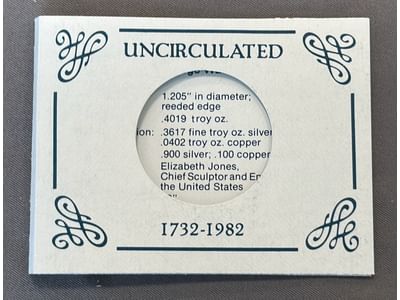 UNCIRCULATED
1.205" in diameter;
reeded edge
.4019 troy oz.
ion: .3617 fine troy oz. silver
.0402 troy oz. copper
.900 silver; .100 copper
Elizabeth Jones,
Chief Sculptor and En
the United States
1732-1982